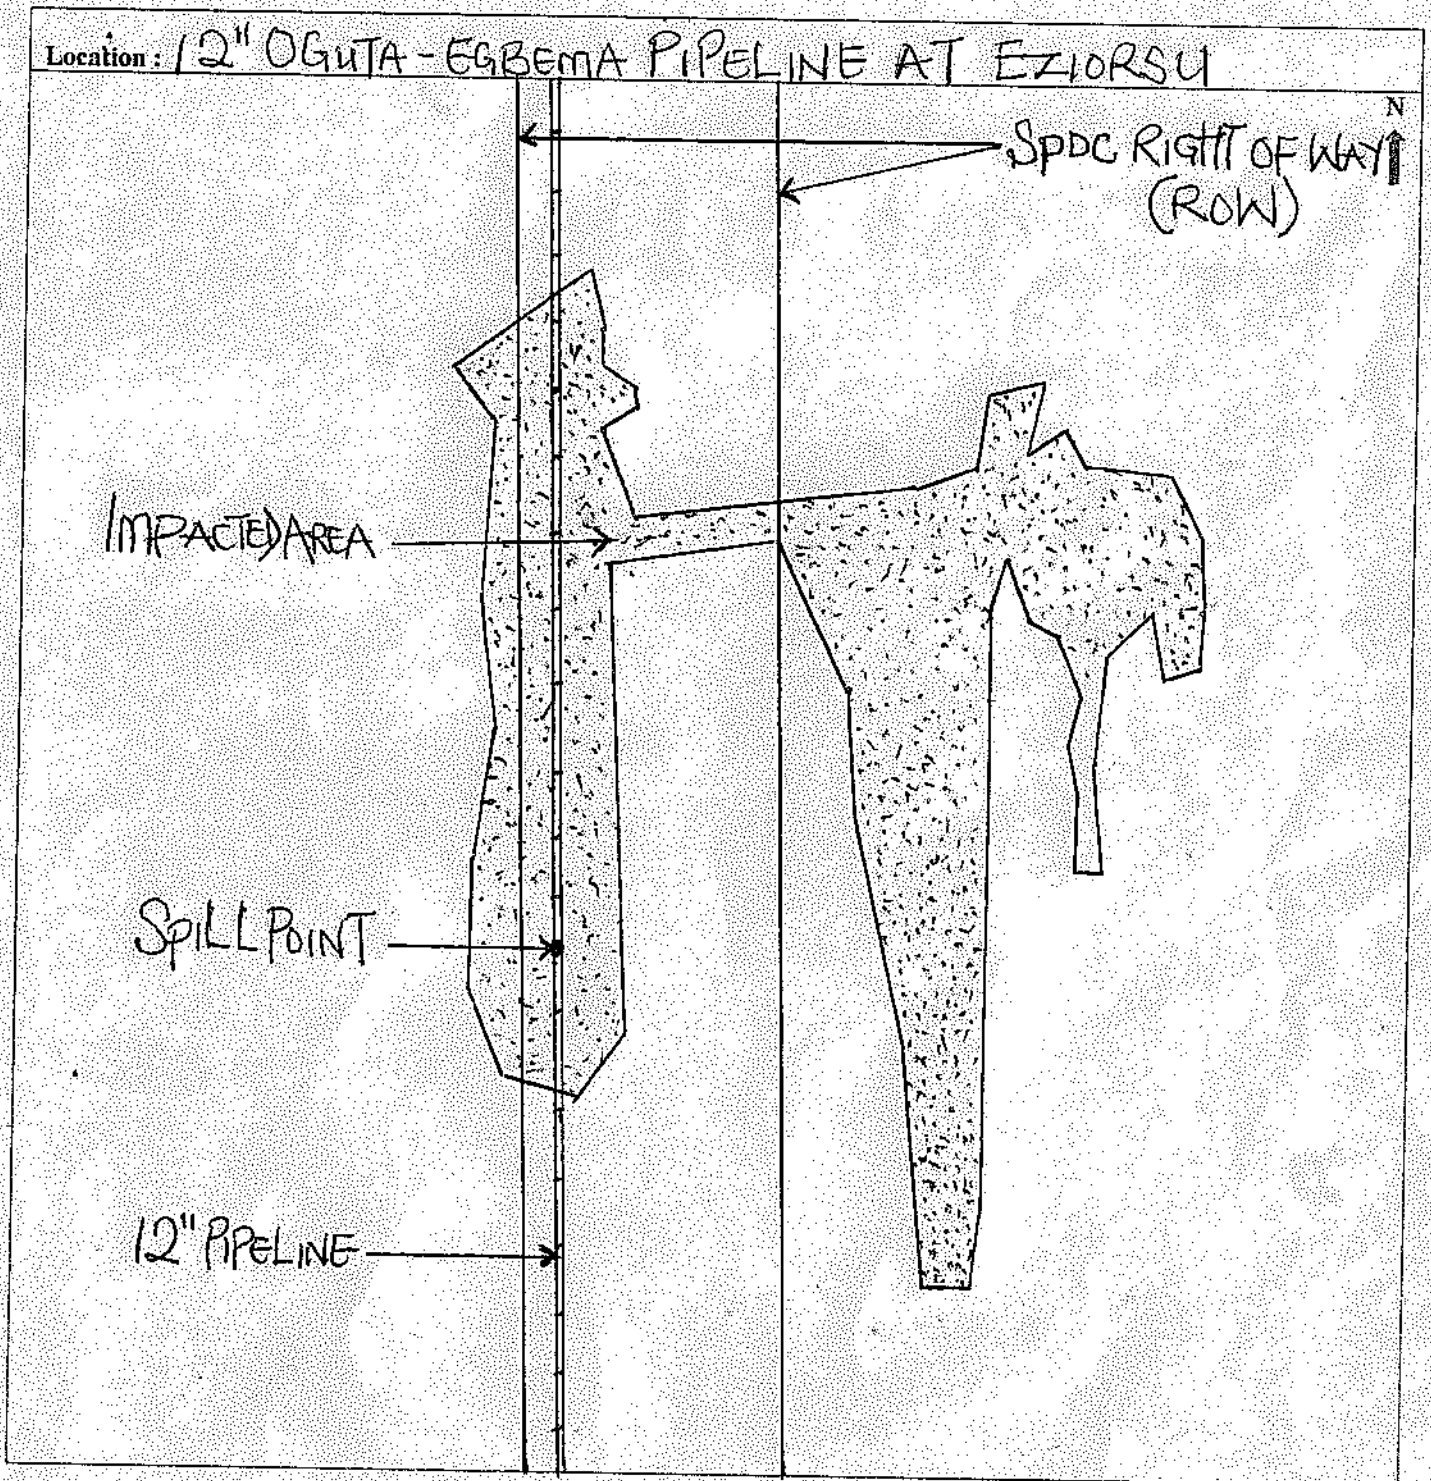 Location : 12" OGUTA-EGBEMA PIPELINE AT EZIORSU
N
SPDC RIGHT OF WAY
(ROW)
IMPACTED AREA
SPILL POINT
12" PIPELINE